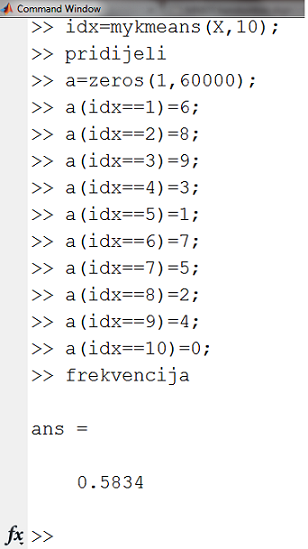 Command Window
>> idx=mykmeans(X,10);
>> pridijeli
>> a=zeros(1,60000);
>> a(idx==1)=6;
>> a(idx==2)=8;
>> a(idx==3)=9;
>> a(idx==4)=3;
>> a(idx==5)=1;
>> a(idx==6)=7;
>> a(idx==7)=5;
>> a(idx==8)=2;
>> a(idx==9)=4;
>> a(idx==10)=0;
>> frekvencija
ans =
0.5834
fx >>